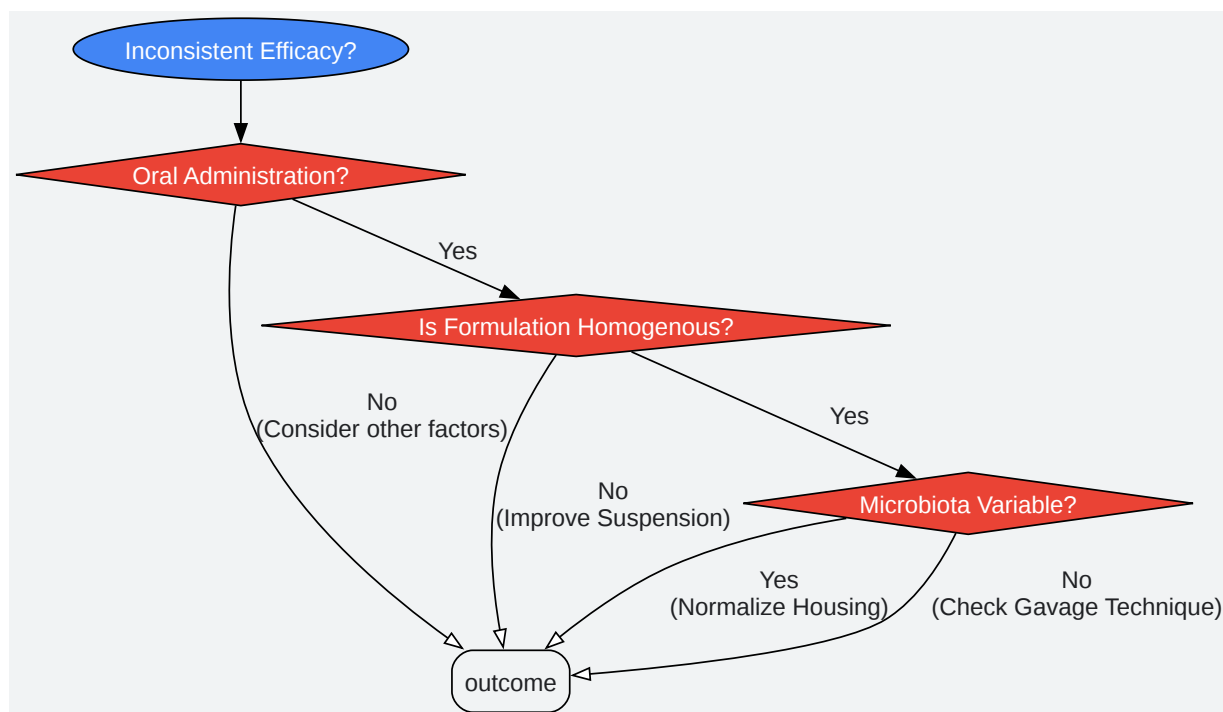 Inconsistent Efficacy?
Oral Administration?
Yes
Is Formulation Homogenous?
No
(Consider other factors)
Yes
No
(Improve Suspension)
Microbiota Variable?
Yes
(Normalize Housing)
No
(Check Gavage Technique)
outcome